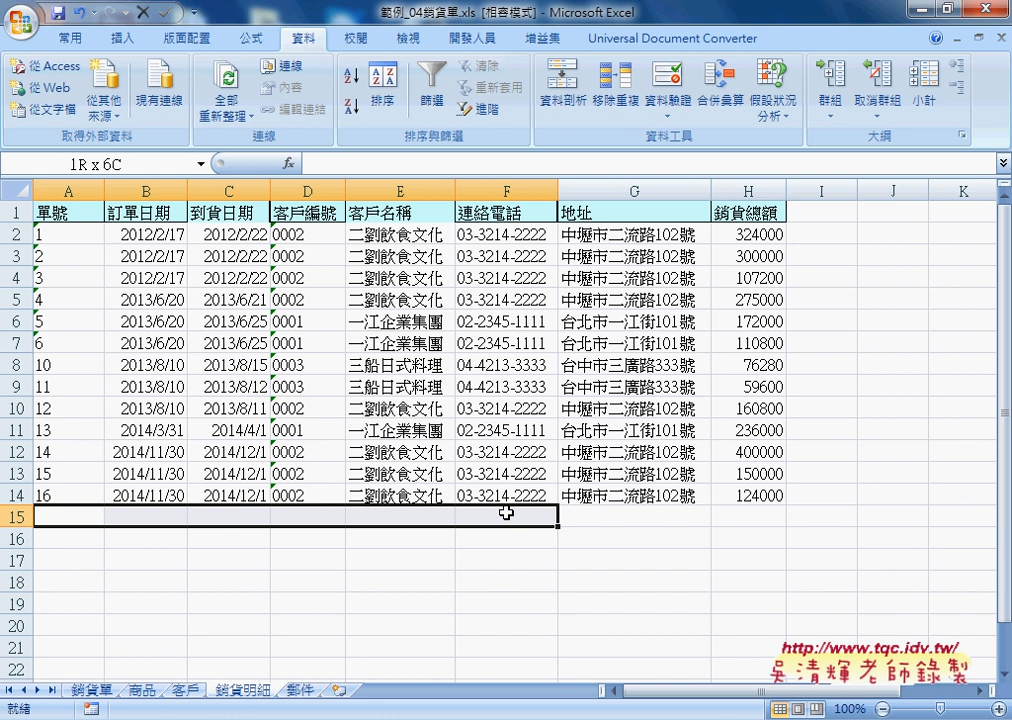 範例_04銷貨單.xls [相容模式] - Microsoft Excel
常用 插入 版面配置 公式 資料 校閱 檢視 開發人員 增益集 Universal Document Converter
從 Access
從 Web
從文字檔
從其他來源
現有連線
取得外部資料
全部重新整理
連線
內容
編輯連結
連線
排序
篩選
清除
重新套用
進階
排序與篩選
資料剖析
移除重複
資料驗證
合併彙算
假設狀況分析
資料工具
群組
取消群組
小計
大綱
1R x 6C fx
A B C D E F G H I J K
1 單號 訂單日期 到貨日期 客戶編號 客戶名稱 連絡電話 地址 銷貨總額
2 1 2012/2/17 2012/2/22 0002 二劉飲食文化 03-3214-2222 中壢市二流路102號 324000
3 2 2012/2/17 2012/2/22 0002 二劉飲食文化 03-3214-2222 中壢市二流路102號 300000
4 3 2012/2/17 2012/2/22 0002 二劉飲食文化 03-3214-2222 中壢市二流路102號 107200
5 4 2013/6/20 2013/6/21 0002 二劉飲食文化 03-3214-2222 中壢市二流路102號 275000
6 5 2013/6/20 2013/6/25 0001 一江企業集團 02-2345-1111 台北市一江街101號 172000
7 6 2013/6/20 2013/6/25 0001 一江企業集團 02-2345-1111 台北市一江街101號 110800
8 10 2013/8/10 2013/8/15 0003 三船日式料理 04-4213-3333 台中市三廣路333號 76280
9 11 2013/8/10 2013/8/12 0003 三船日式料理 04-4213-3333 台中市三廣路333號 59600
10 12 2013/8/10 2013/8/11 0002 二劉飲食文化 03-3214-2222 中壢市二流路102號 160800
11 13 2014/3/31 2014/4/1 0001 一江企業集團 02-2345-1111 台北市一江街101號 236000
12 14 2014/11/30 2014/12/1 0002 二劉飲食文化 03-3214-2222 中壢市二流路102號 400000
13 15 2014/11/30 2014/12/1 0002 二劉飲食文化 03-3214-2222 中壢市二流路102號 150000
14 16 2014/11/30 2014/12/1 0002 二劉飲食文化 03-3214-2222 中壢市二流路102號 124000
15
16
17
18
19
20
21
22
http://www.tqc.idv.tw/
吳清輝老師錄製
銷貨單 商品 客戶 銷貨明細 郵件
就緒 100%